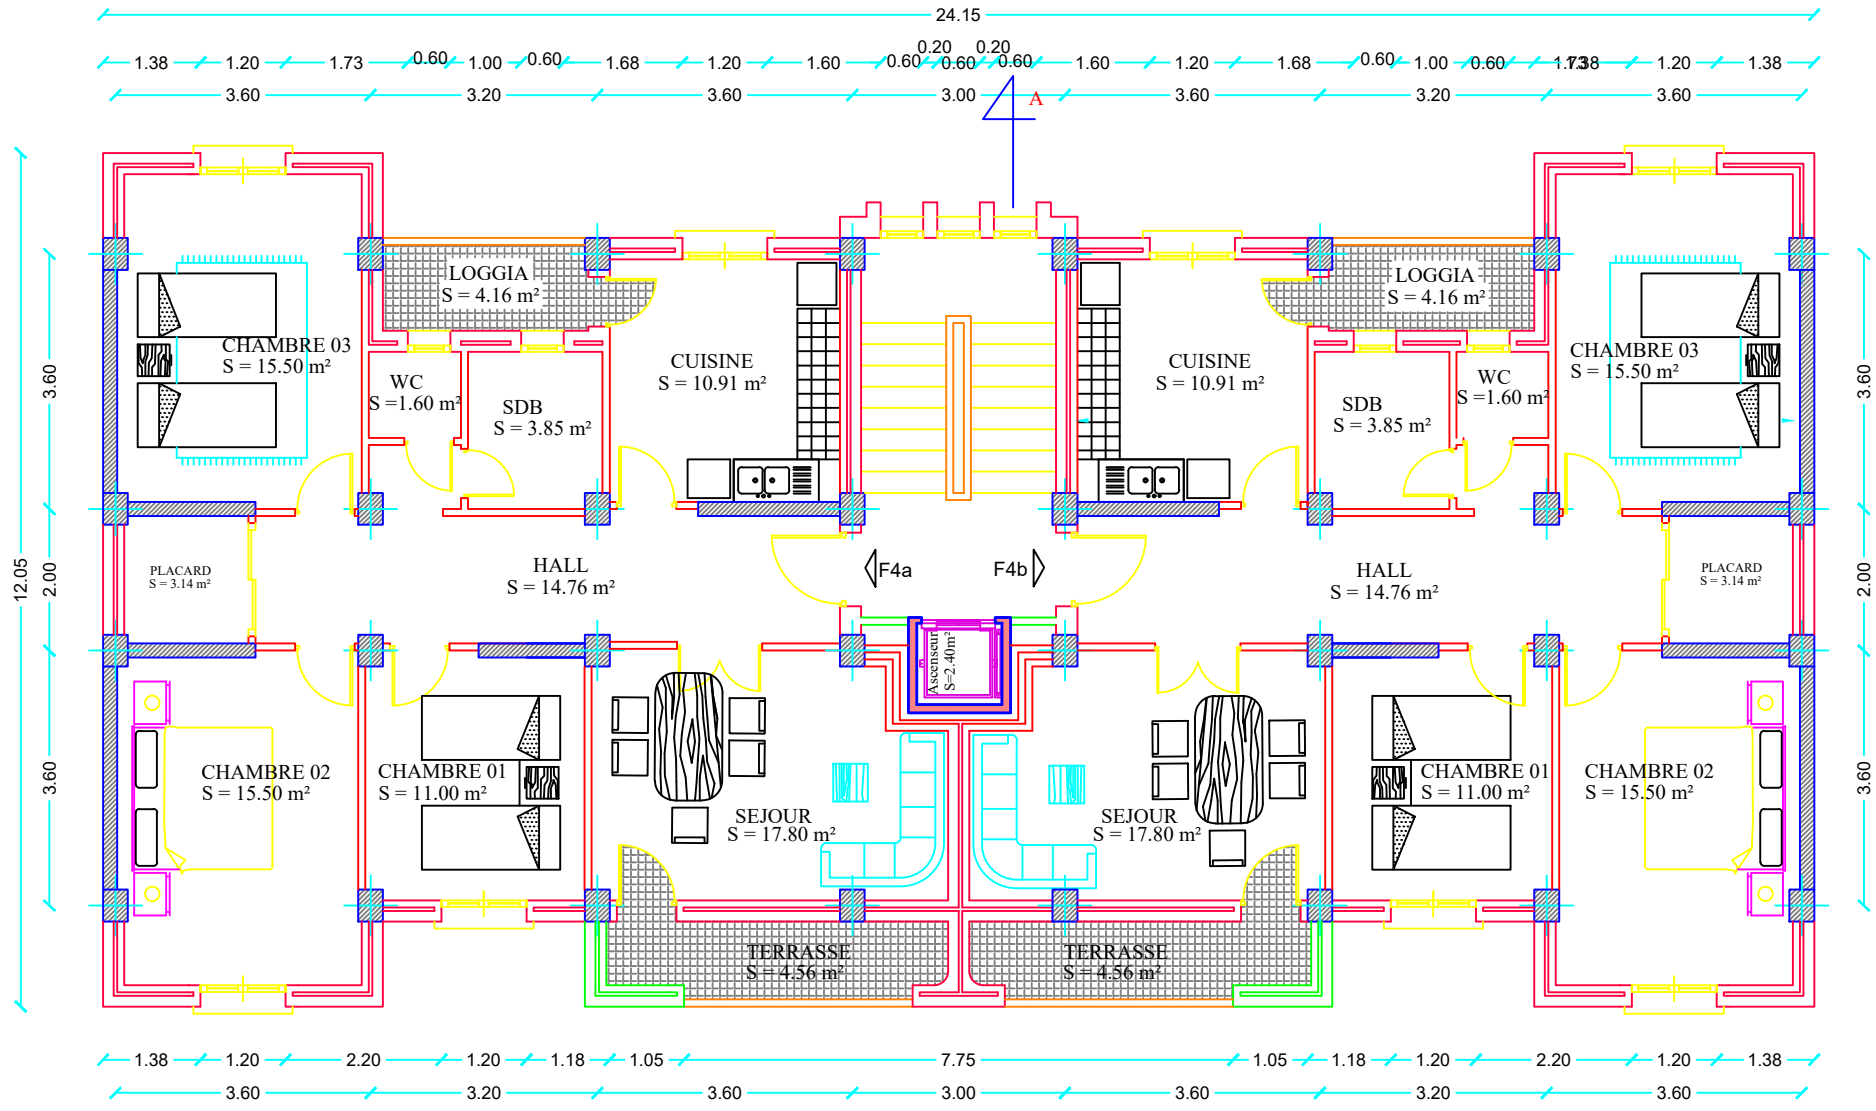 24.15
0.20 0.20
1.38 1.20 1.73 0.60 1.00 0.60 1.68 1.20 1.60 0.60 0.60 0.60 1.60 1.20 1.68 0.60 1.00 0.60 1.73 1.38 1.20 1.38
3.60 3.20 3.60 3.00 3.60 3.20 3.60
A
LOGGIA LOGGIA
S = 4.16 m² S = 4.16 m²
CHAMBRE 03 CUISINE CUISINE CHAMBRE 03
S = 15.50 m² S = 10.91 m² S = 10.91 m² S = 15.50 m²
3.60 3.60
WC WC
S =1.60 m² S =1.60 m²
SDB SDB
S = 3.85 m² S = 3.85 m²
12.05
2.00 2.00
PLACARD HALL F4a F4b HALL PLACARD
S = 3.14 m² S = 14.76 m² S = 14.76 m² S = 3.14 m²
Ascenseur
S=2.40m²
3.60 3.60
CHAMBRE 02 CHAMBRE 01 CHAMBRE 01 CHAMBRE 02
S = 15.50 m² S = 11.00 m² S = 11.00 m² S = 15.50 m²
SEJOUR SEJOUR
S = 17.80 m² S = 17.80 m²
TERRASSE TERRASSE
S = 4.56 m² S = 4.56 m²
1.38 1.20 2.20 1.20 1.18 1.05 7.75 1.05 1.18 1.20 2.20 1.20 1.38
3.60 3.20 3.60 3.00 3.60 3.20 3.60